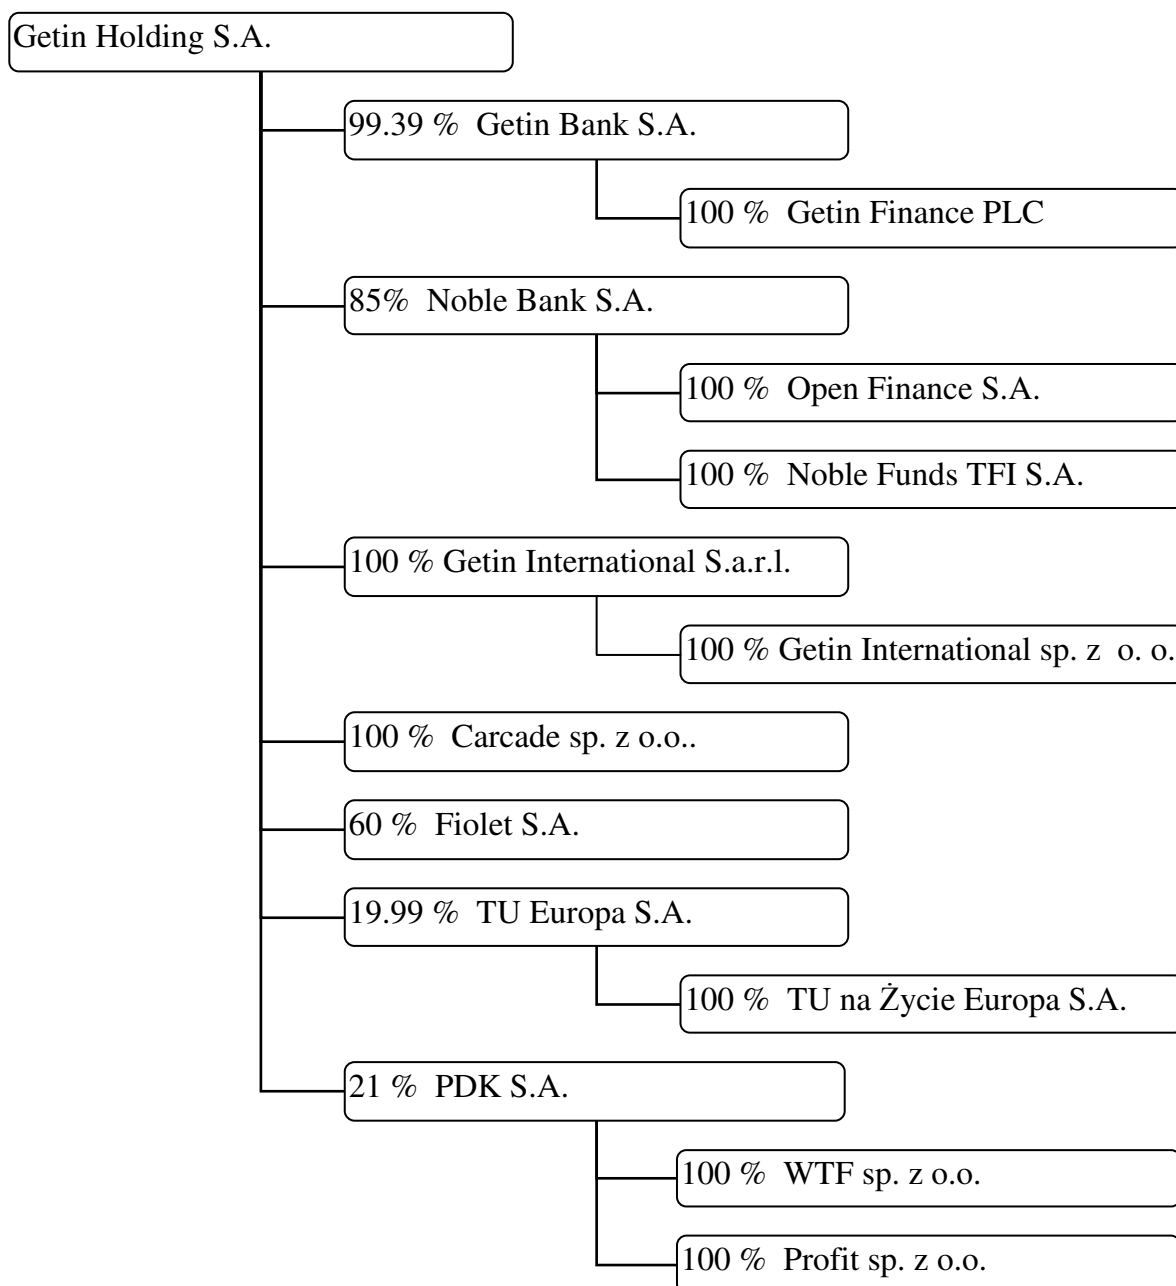 Getin Holding S.A.
99.39 % Getin Bank S.A.
100 % Getin Finance PLC
85% Noble Bank S.A.
100 % Open Finance S.A.
100 % Noble Funds TFI S.A.
100 % Getin International S.a.r.l.
100 % Getin International sp. z o. o.
100 % Carcade sp. z o.o..
60 % Fiolet S.A.
19.99 % TU Europa S.A.
100 % TU na Życie Europa S.A.
21 % PDK S.A.
100 % WTF sp. z o.o.
100 % Profit sp. z o.o.